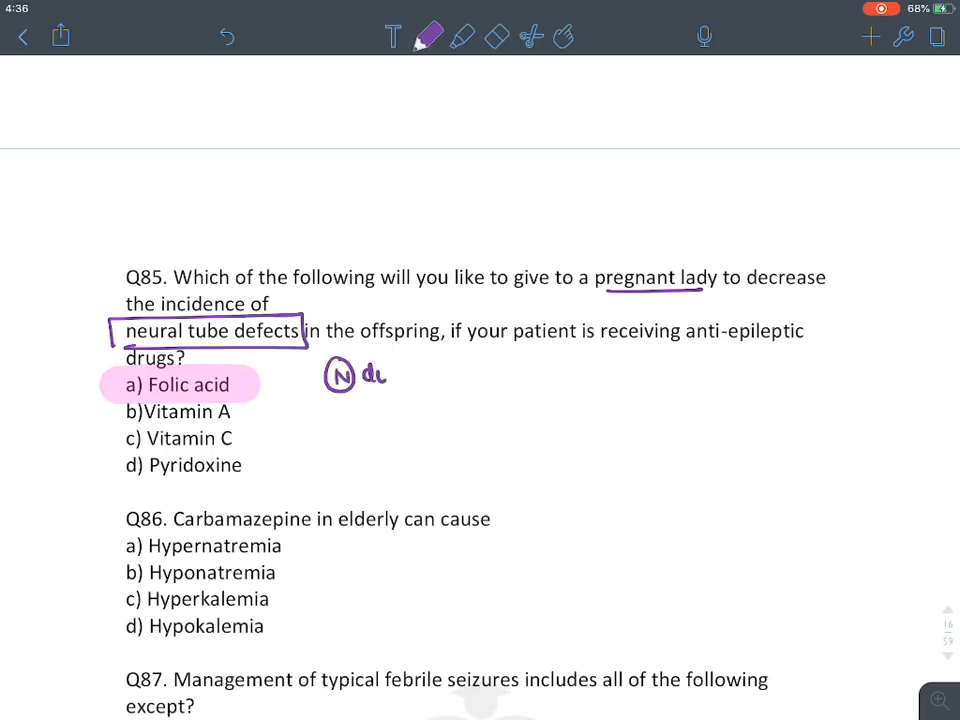 4:36
68%
T
Q85. Which of the following will you like to give to a pregnant lady to decrease
the incidence of
neural tube defects in the offspring, if your patient is receiving anti-epileptic
drugs?
a) Folic acid
N
b)Vitamin A
c) Vitamin C
d) Pyridoxine
Q86. Carbamazepine in elderly can cause
a) Hypernatremia
b) Hyponatremia
c) Hyperkalemia
d) Hypokalemia
16
59
Q87. Management of typical febrile seizures includes all of the following
except?